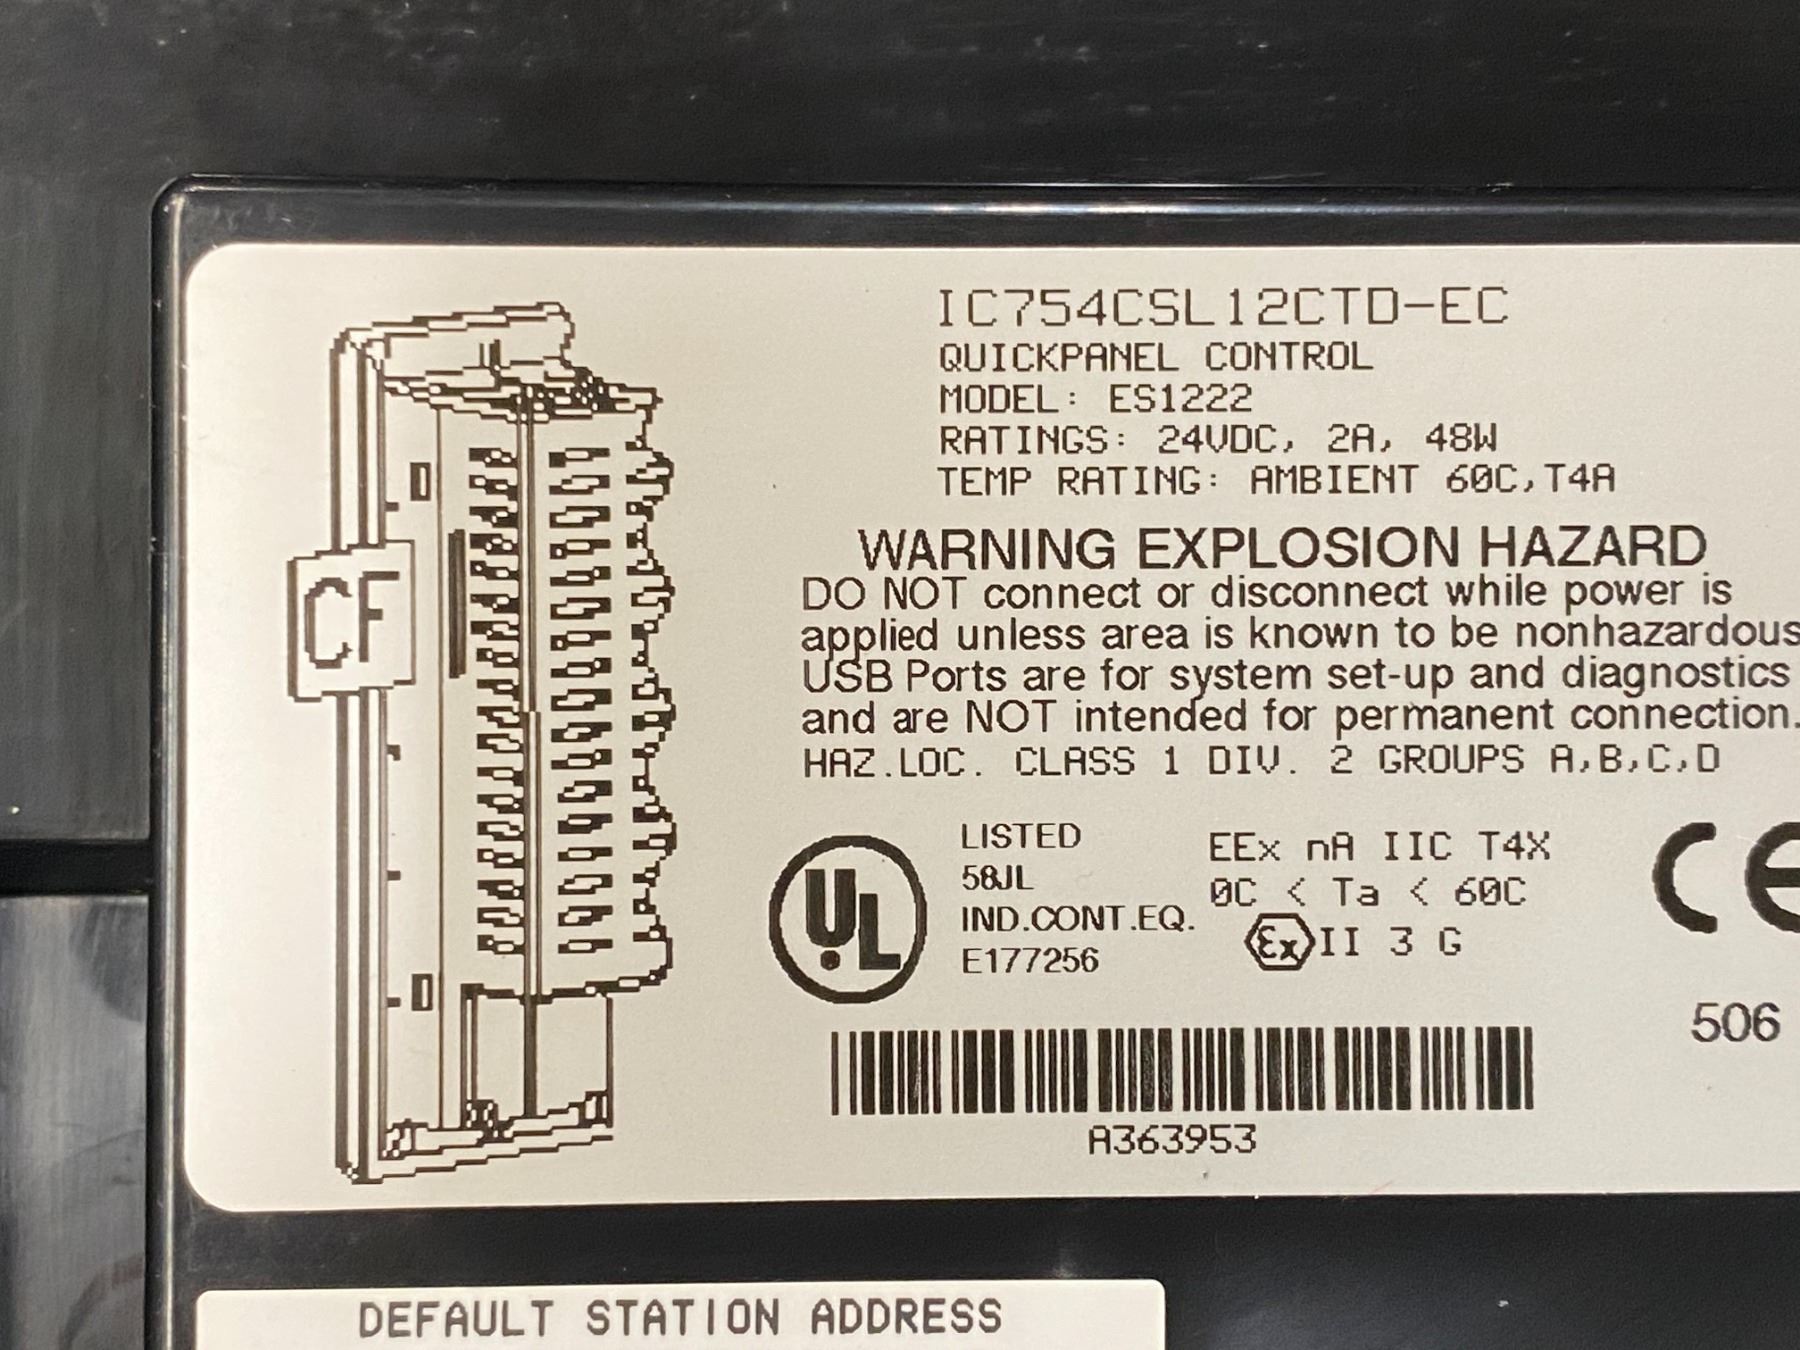 IC754CSL12CTD-EC
QUICKPANEL CONTROL
MODEL: ES1222
RATINGS: 24VDC, 2A, 48W
TEMP RATING: AMBIENT 60C,T4A
WARNING EXPLOSION HAZARD
DO NOT connect or disconnect while power is
applied unless area is known to be nonhazardous
USB Ports are for system set-up and diagnostics
and are NOT intended for permanent connection.
HAZ.LOC. CLASS 1 DIV. 2 GROUPS A,B,C,D
CF
UL
LISTED
58JL
IND.CONT.EQ.
E177256
EEx nA IIC T4X
0C < Ta < 60C
Ex II 3 G
CE
506
A363953
DEFAULT STATION ADDRESS